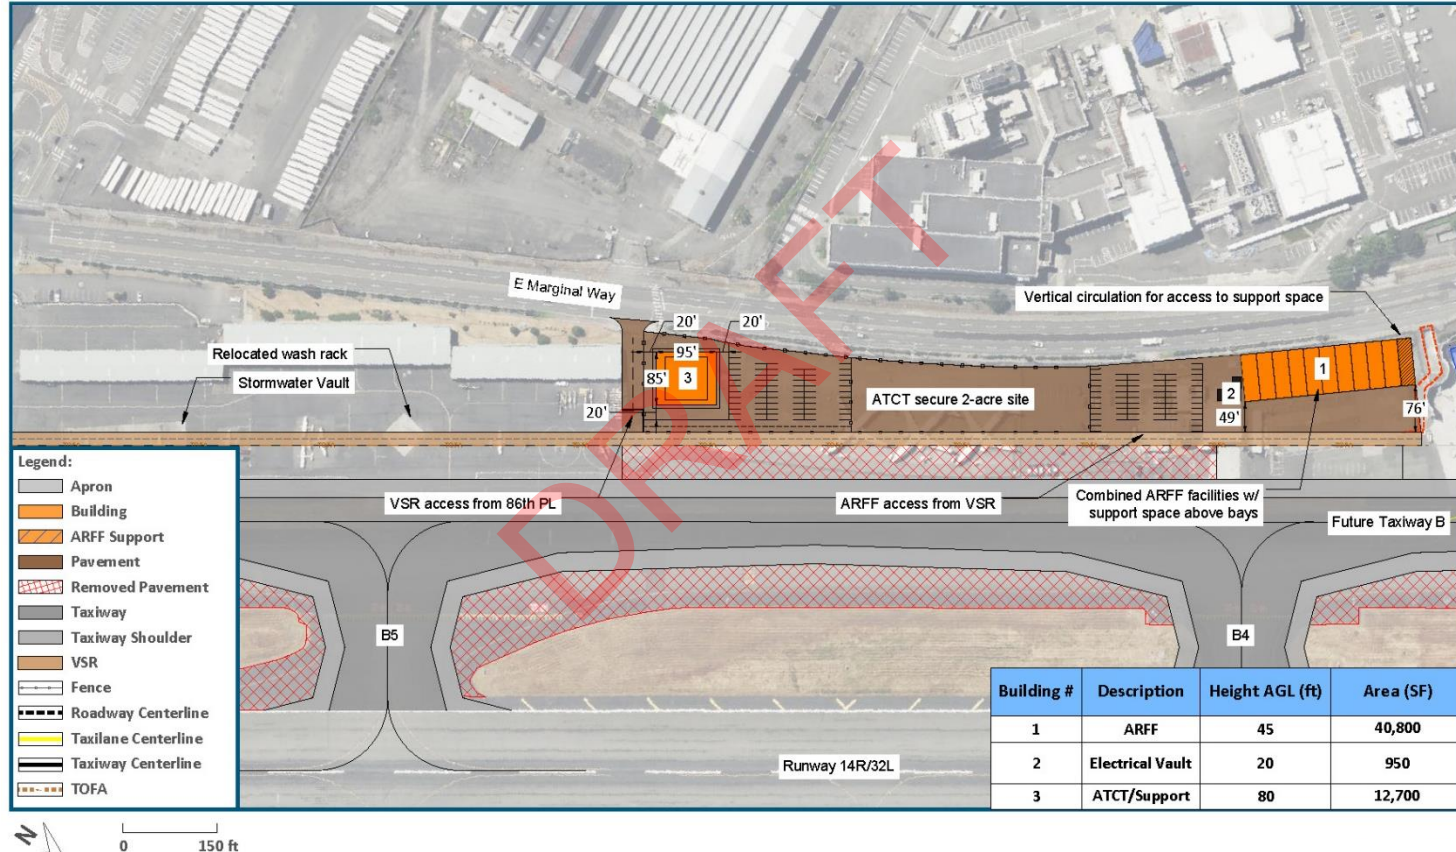 E Marginal Way
Vertical circulation for access to support space
20'
20'
95'
Relocated wash rack
85'
3
1
Stormwater Vault
2
ATCT secure 2-acre site
20'
49'
76'
Legend:
Apron
Building
ARFF Support
Pavement
Removed Pavement
Taxiway
Taxiway Shoulder
VSR
Fence
Roadway Centerline
Taxilane Centerline
Taxiway Centerline
TOFA
VSR access from 86th PL
ARFF access from VSR
Combined ARFF facilities w/
support space above bays
Future Taxiway B
DRAFT
B5
B4
Runway 14R/32L
Building # Description Height AGL (ft) Area (SF)
1 ARFF 45 40,800
2 Electrical Vault 20 950
3 ATCT/Support 80 12,700
N
0 150 ft